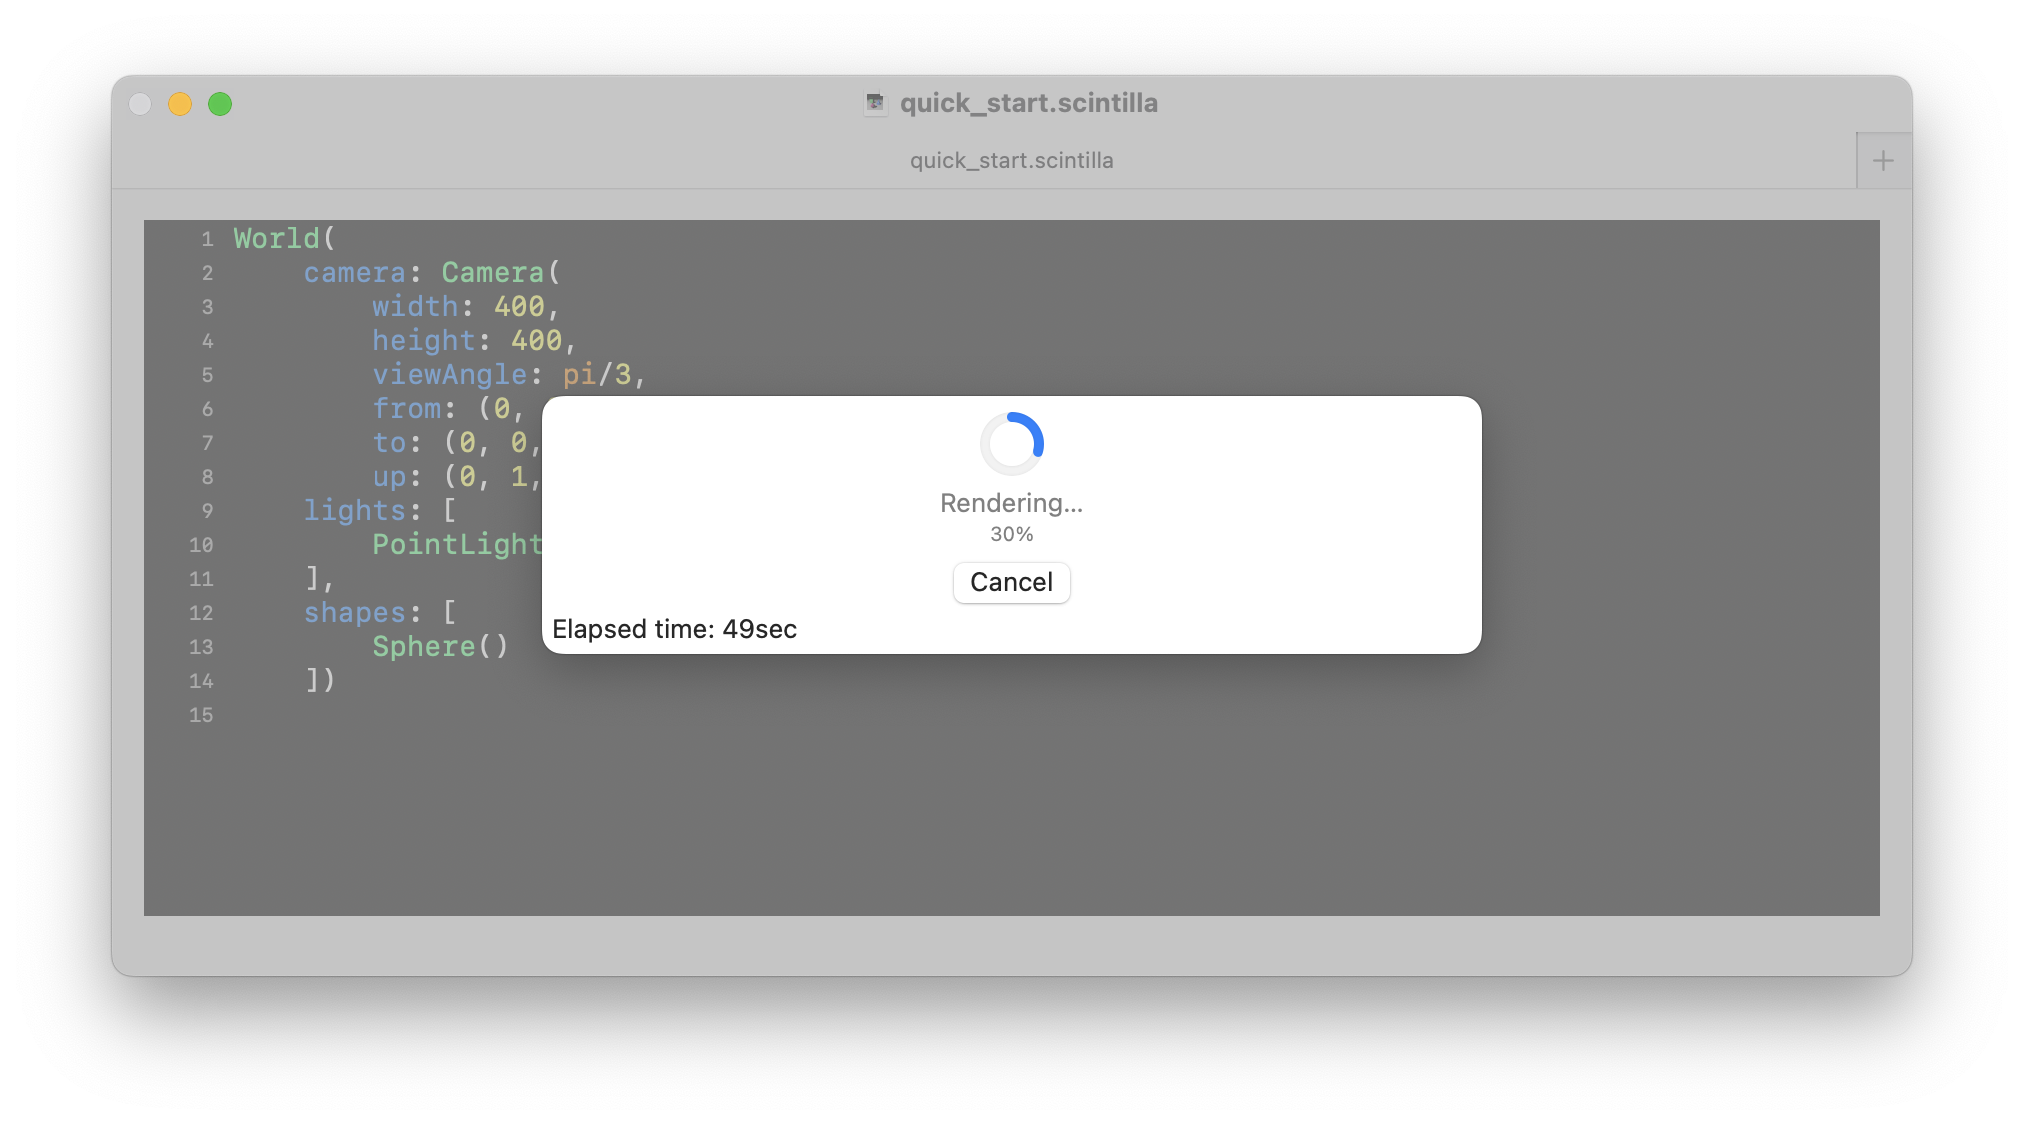 quick_start.scintilla
quick_start.scintilla
1 World(
2 camera: Camera(
3 width: 400,
4 height: 400,
5 viewAngle: pi/3,
6 from: (0,
7 to: (0, 0,
8 up: (0, 1,
9 lights: [
10 PointLight
11 ],
12 shapes: [
13 Sphere()
14 ])
15
Rendering...
30%
Cancel
Elapsed time: 49sec